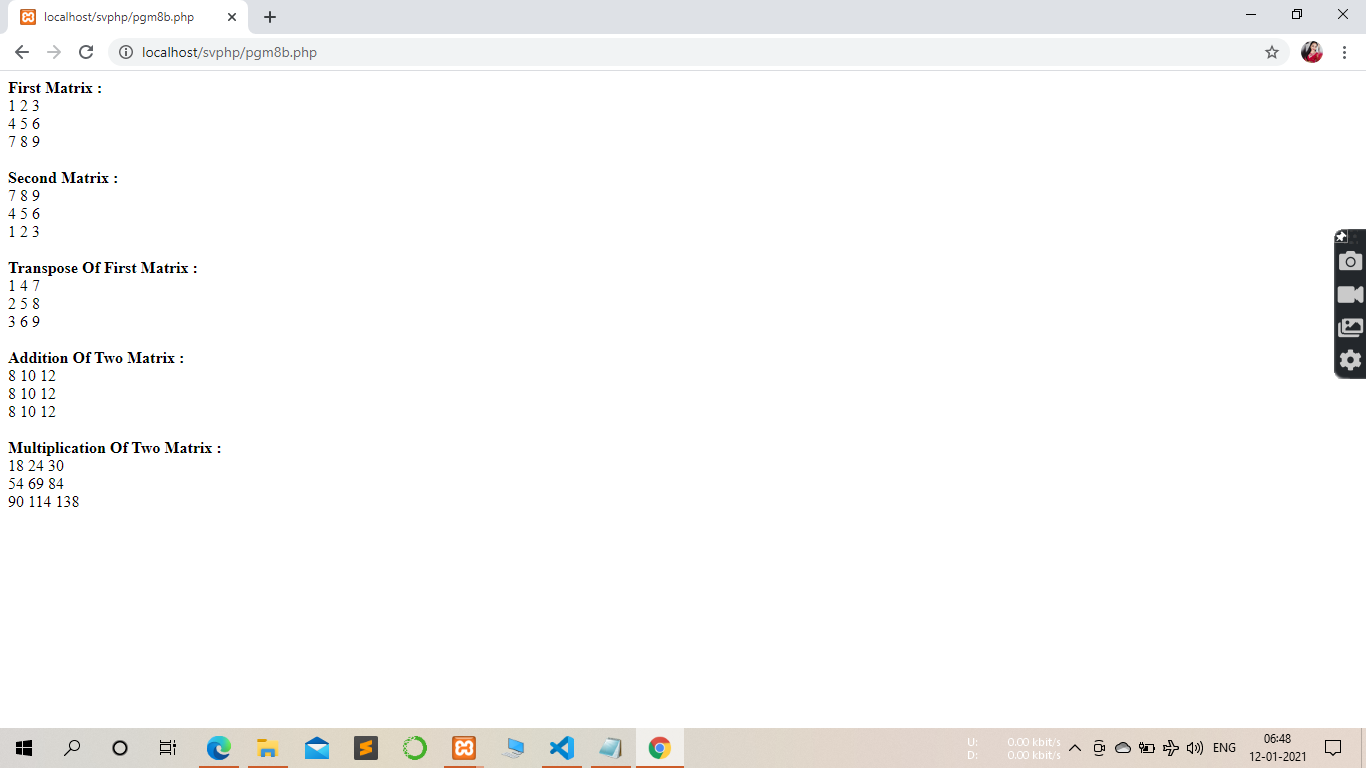 localhost/svphp/pgm8b.php
localhost/svphp/pgm8b.php
First Matrix :
1 2 3
4 5 6
7 8 9
Second Matrix :
7 8 9
4 5 6
1 2 3
Transpose Of First Matrix :
1 4 7
2 5 8
3 6 9
Addition Of Two Matrix :
8 10 12
8 10 12
8 10 12
Multiplication Of Two Matrix :
18 24 30
54 69 84
90 114 138
U: 0.00 kbit/s
D: 0.00 kbit/s
ENG
06:48
12-01-2021